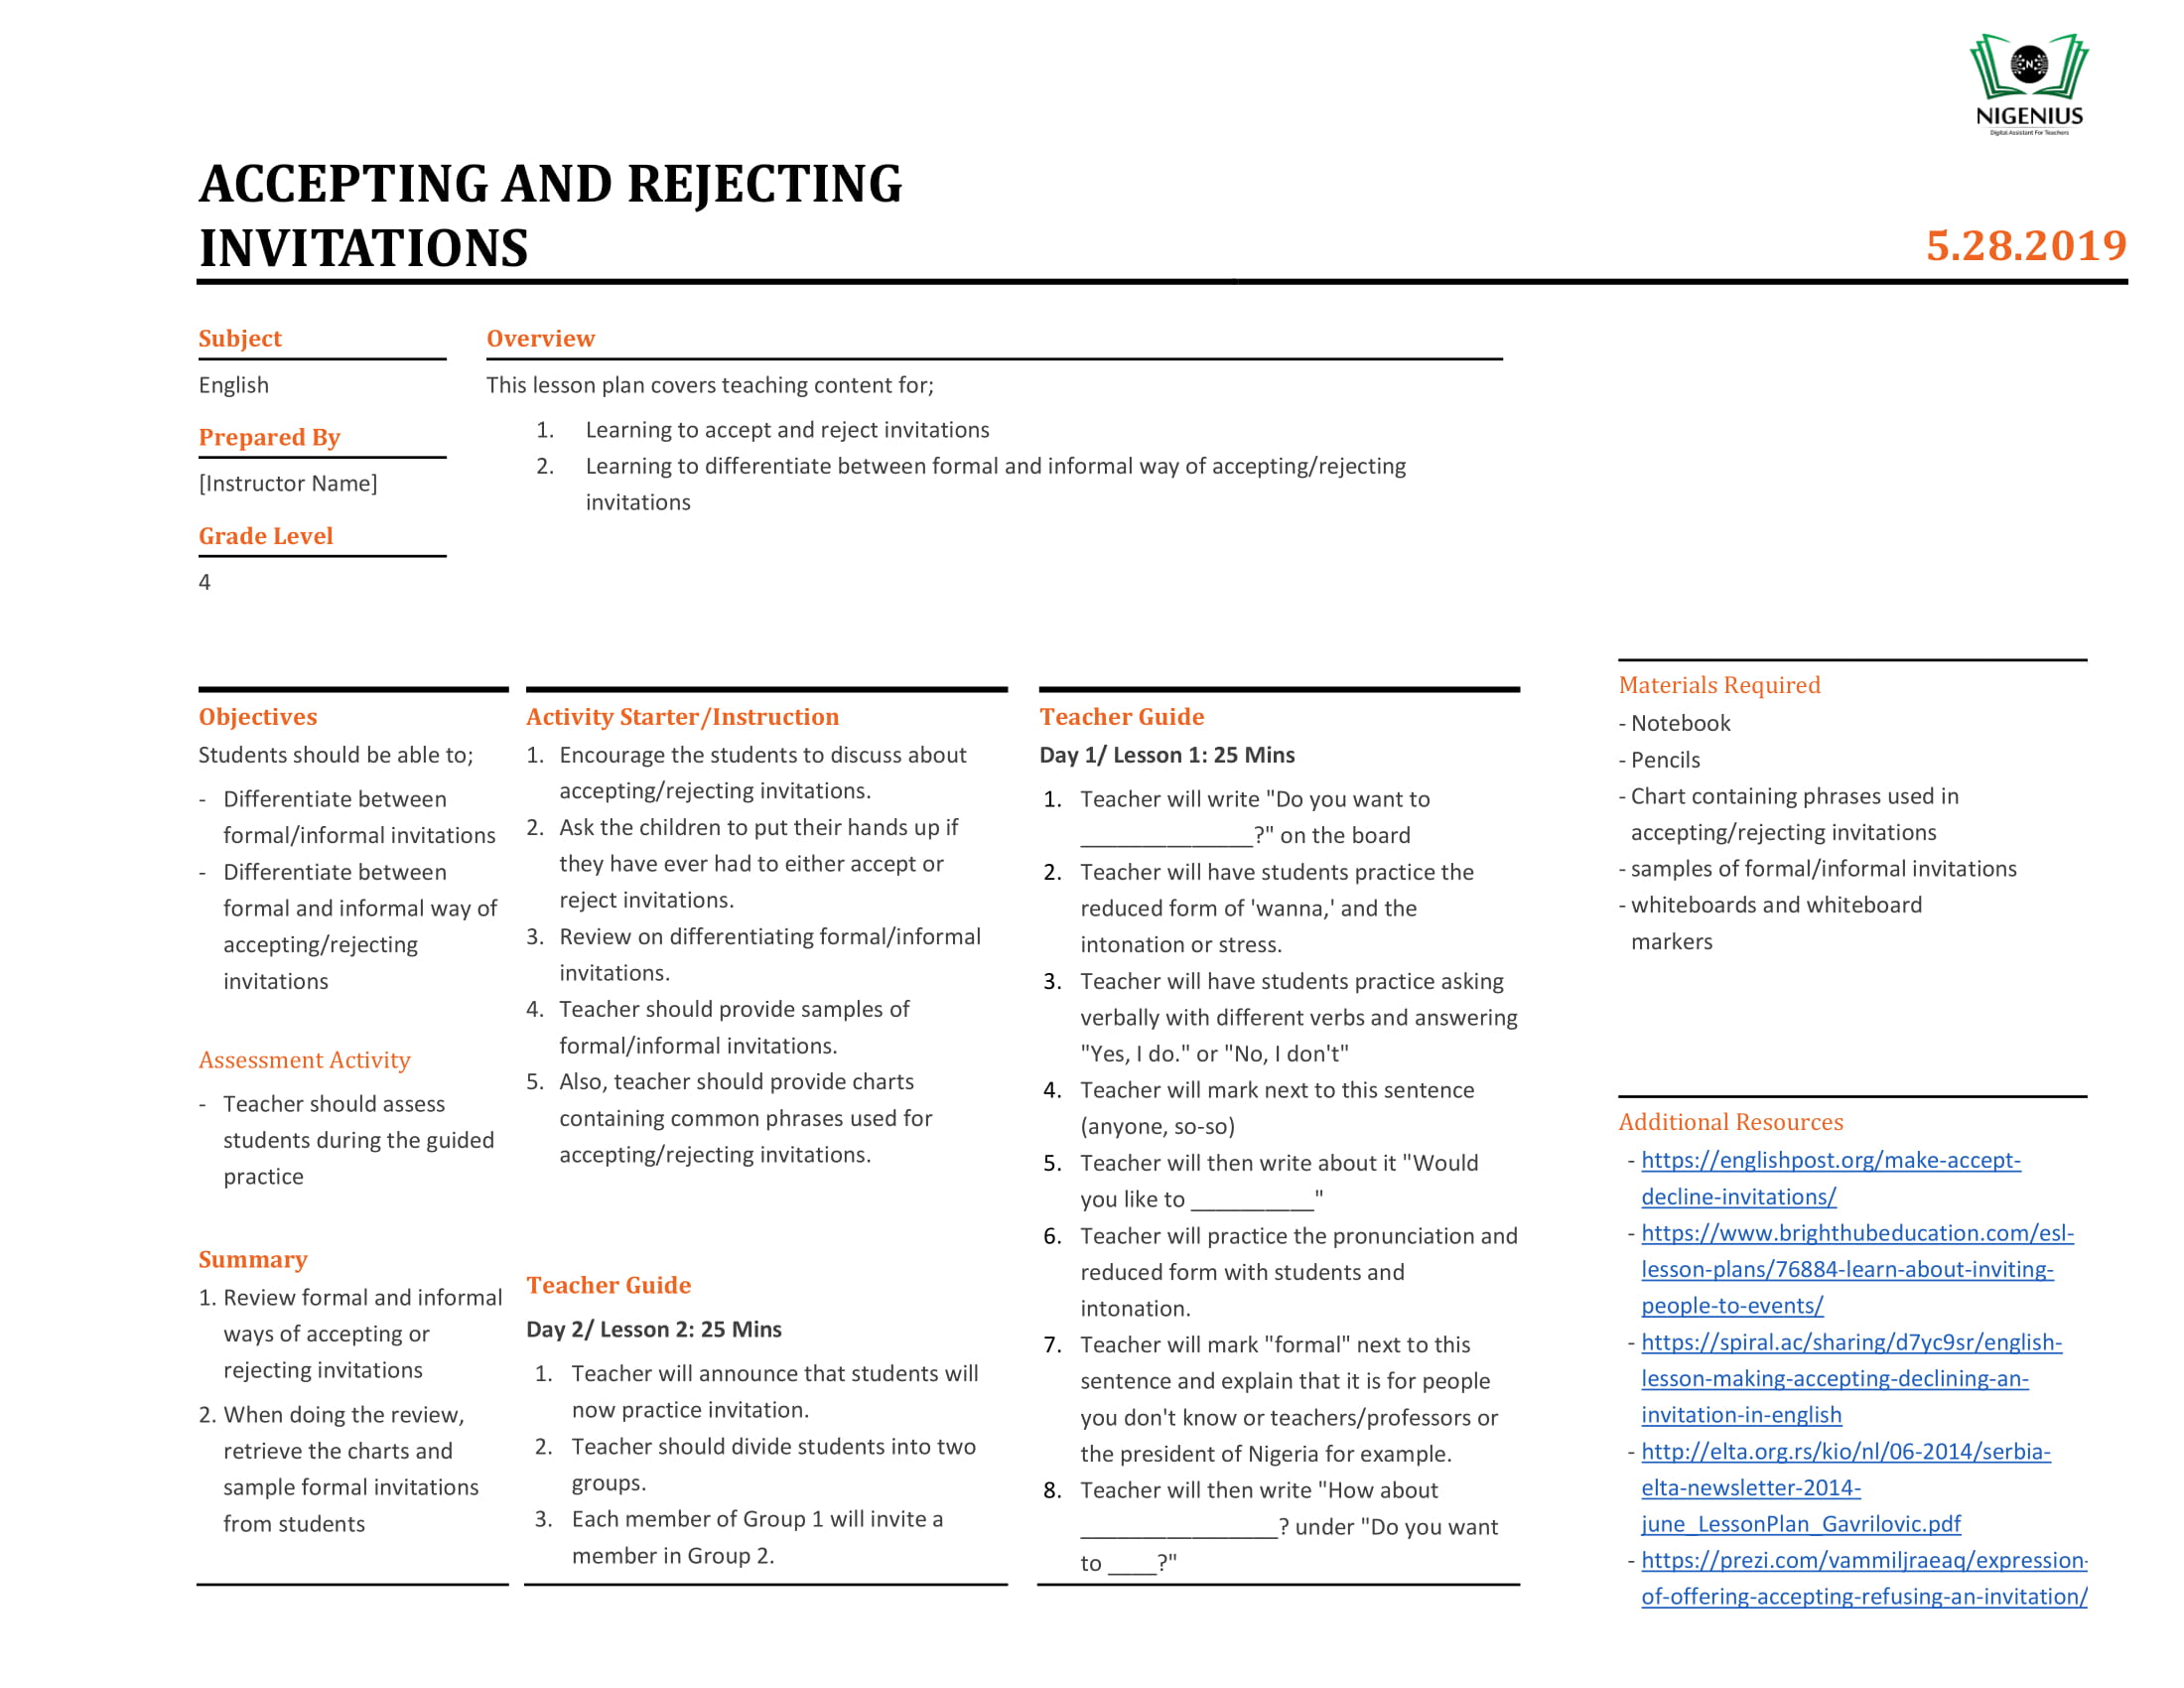 NIGENIUS
Digital Assistant For Teachers
ACCEPTING AND REJECTING
INVITATIONS
5.28.2019
Subject
English
Prepared By
[Instructor Name]
Grade Level
4
Overview
This lesson plan covers teaching content for;
1. Learning to accept and reject invitations
2. Learning to differentiate between formal and informal way of accepting/rejecting
invitations
Objectives
Students should be able to;
- Differentiate between
formal/informal invitations
- Differentiate between
formal and informal way of
accepting/rejecting
invitations
Assessment Activity
- Teacher should assess
students during the guided
practice
Summary
1. Review formal and informal
ways of accepting or
rejecting invitations
2. When doing the review,
retrieve the charts and
sample formal invitations
from students
Activity Starter/Instruction
1. Encourage the students to discuss about
accepting/rejecting invitations.
2. Ask the children to put their hands up if
they have ever had to either accept or
reject invitations.
3. Review on differentiating formal/informal
invitations.
4. Teacher should provide samples of
formal/informal invitations.
5. Also, teacher should provide charts
containing common phrases used for
accepting/rejecting invitations.
Teacher Guide
Day 2/ Lesson 2: 25 Mins
1. Teacher will announce that students will
now practice invitation.
2. Teacher should divide students into two
groups.
3. Each member of Group 1 will invite a
member in Group 2.
Teacher Guide
Day 1/ Lesson 1: 25 Mins
1. Teacher will write "Do you want to
______________?" on the board
2. Teacher will have students practice the
reduced form of 'wanna,' and the
intonation or stress.
3. Teacher will have students practice asking
verbally with different verbs and answering
"Yes, I do." or "No, I don't"
4. Teacher will mark next to this sentence
(anyone, so-so)
5. Teacher will then write about it "Would
you like to __________"
6. Teacher will practice the pronunciation and
reduced form with students and
intonation.
7. Teacher will mark "formal" next to this
sentence and explain that it is for people
you don't know or teachers/professors or
the president of Nigeria for example.
8. Teacher will then write "How about
________________? under "Do you want
to ____?"
Materials Required
- Notebook
- Pencils
- Chart containing phrases used in
accepting/rejecting invitations
- samples of formal/informal invitations
- whiteboards and whiteboard
markers
Additional Resources
- https://englishpost.org/make-accept-
decline-invitations/
- https://www.brighthubeducation.com/esl-
lesson-plans/76884-learn-about-inviting-
people-to-events/
- https://spiral.ac/sharing/d7yc9sr/english-
lesson-making-accepting-declining-an-
invitation-in-english
- http://elta.org.rs/kio/nl/06-2014/serbia-
elta-newsletter-2014-
june_LessonPlan_Gavrilovic.pdf
- https://prezi.com/vammiljraeaq/expression-
of-offering-accepting-refusing-an-invitation/